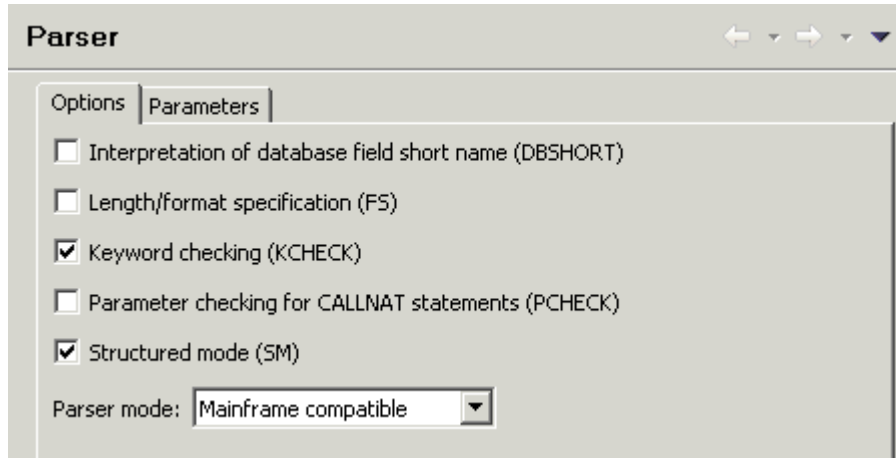 Parser
Options Parameters
Interpretation of database field short name (DBSHORT)
Length/format specification (FS)
Keyword checking (KCHECK)
Parameter checking for CALLNAT statements (PCHECK)
Structured mode (SM)
Parser mode: Mainframe compatible